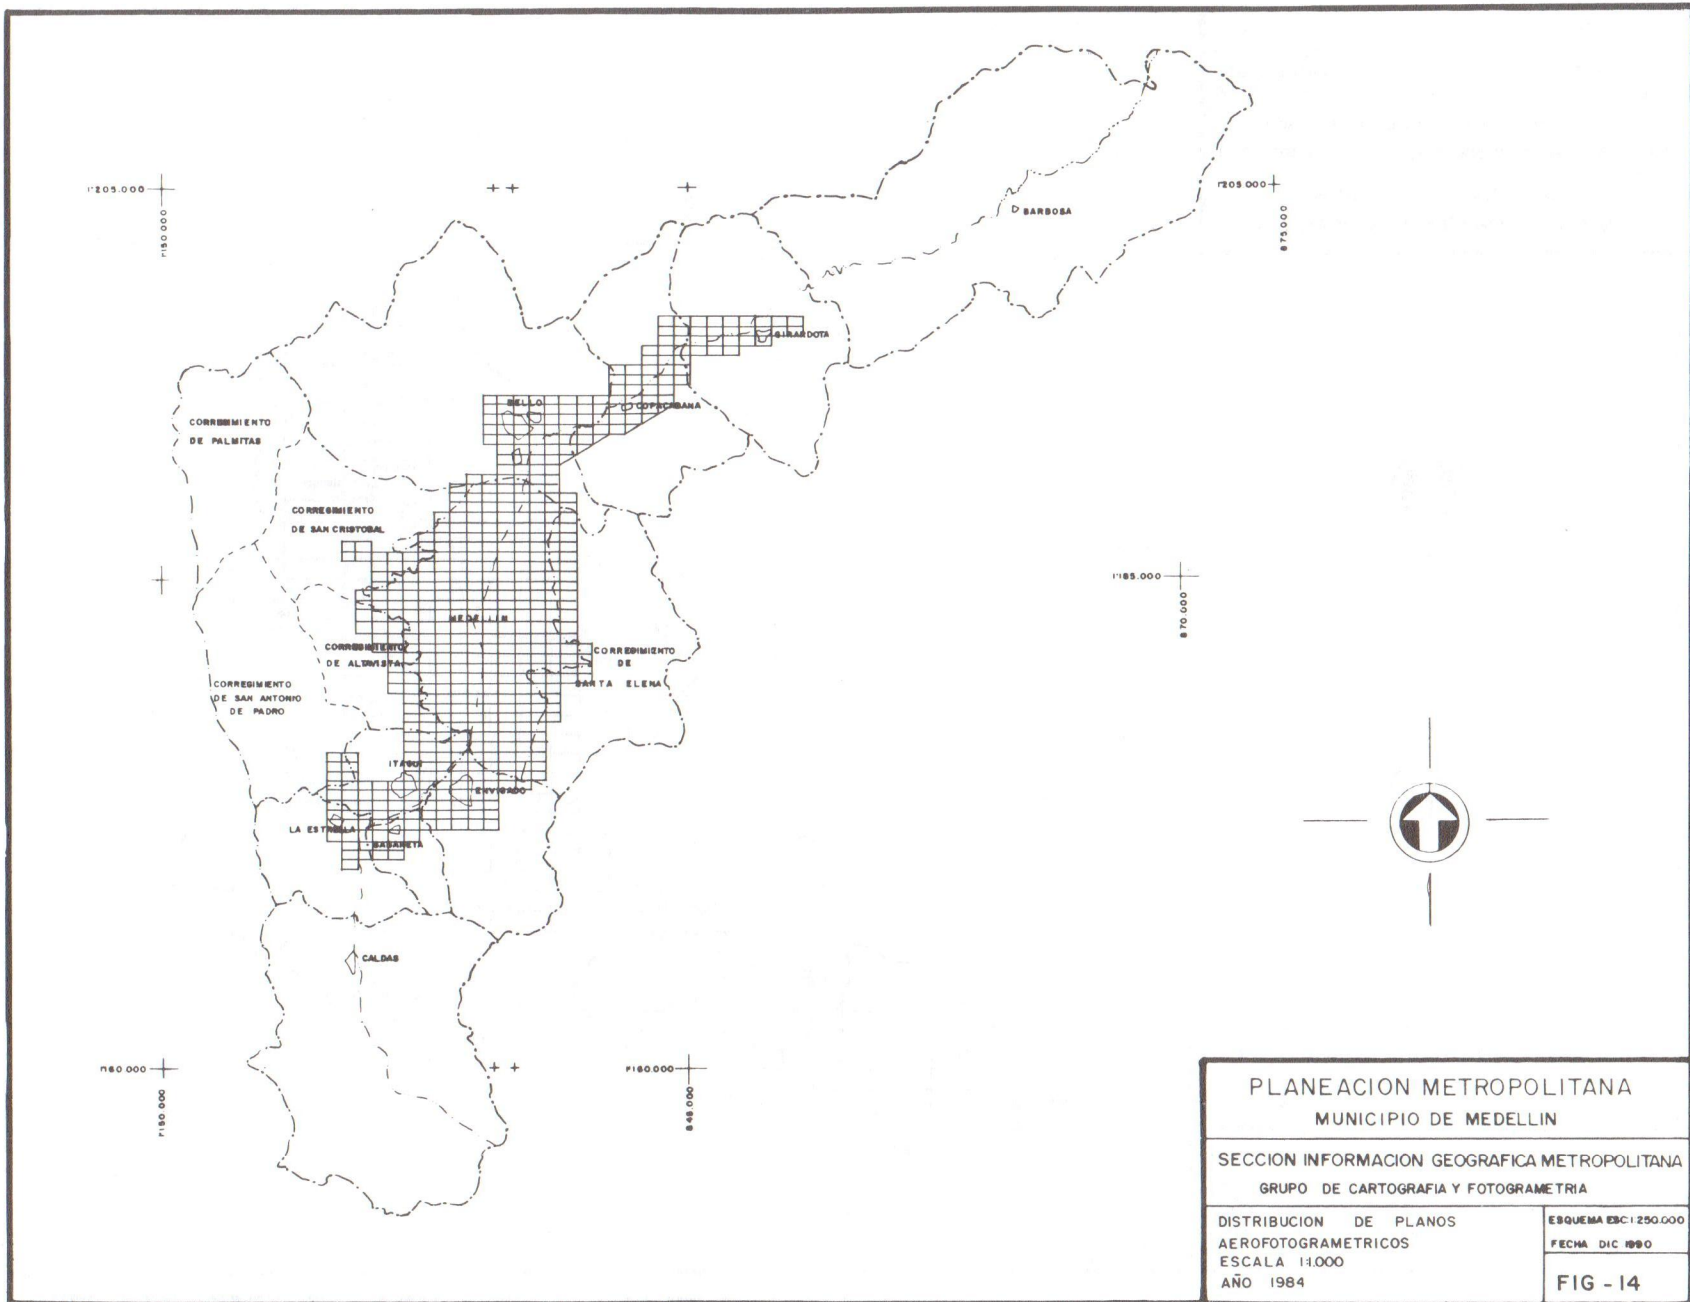 1'205.000
1'150.000
1'205.000
875.000
BARBOSA
GIRARDOTA
BELLO
COPACABANA
CORREGIMIENTO
DE PALMITAS
CORREGIMIENTO
DE SAN CRISTOBAL
1'185.000
870.000
MEDELLIN
CORREGIMIENTO
DE ALTAVISTA
CORREGIMIENTO
DE
SANTA ELENA
CORREGIMIENTO
DE SAN ANTONIO
DE PADRO
ITAGUI
ENVIGADO
LA ESTRELLA
SABANETA
CALDAS
1'160.000
1'150.000
1'160.000
845.000
PLANEACION METROPOLITANA
MUNICIPIO DE MEDELLIN
SECCION INFORMACION GEOGRAFICA METROPOLITANA
GRUPO DE CARTOGRAFIA Y FOTOGRAMETRIA
DISTRIBUCION DE PLANOS
AEROFOTOGRAMETRICOS
ESCALA 1:1.000
AÑO 1984
ESQUEMA ESC:1:250.000
FECHA DIC 1990
FIG - 14